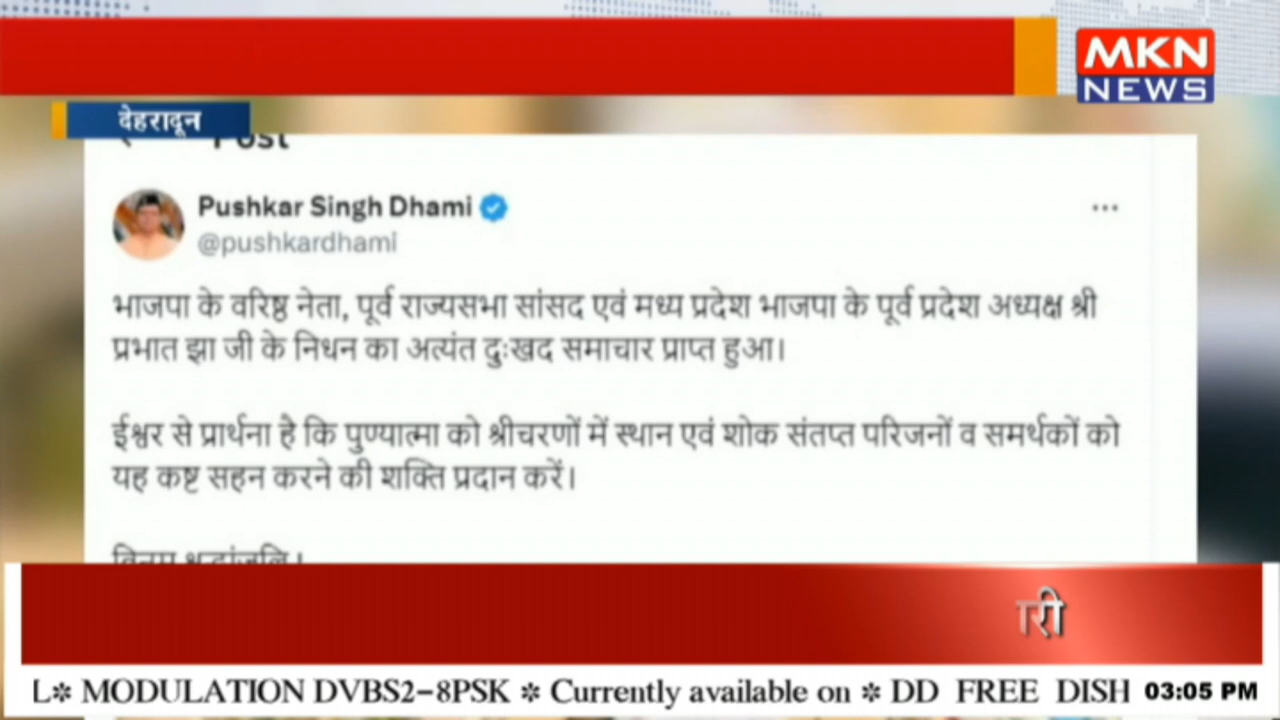 MKN
NEWS
देहरादून
Post
Pushkar Singh Dhami
@pushkardhami
भाजपा के वरिष्ठ नेता, पूर्व राज्यसभा सांसद एवं मध्य प्रदेश भाजपा के पूर्व प्रदेश अध्यक्ष श्री
प्रभात झा जी के निधन का अत्यंत दुःखद समाचार प्राप्त हुआ।
ईश्वर से प्रार्थना है कि पुण्यात्मा को श्रीचरणों में स्थान एवं शोक संतप्त परिजनों व समर्थकों को
यह कष्ट सहन करने की शक्ति प्रदान करें।
L* MODULATION DVBS2-8PSK * Currently available on * DD FREE DISH 03:05 PM